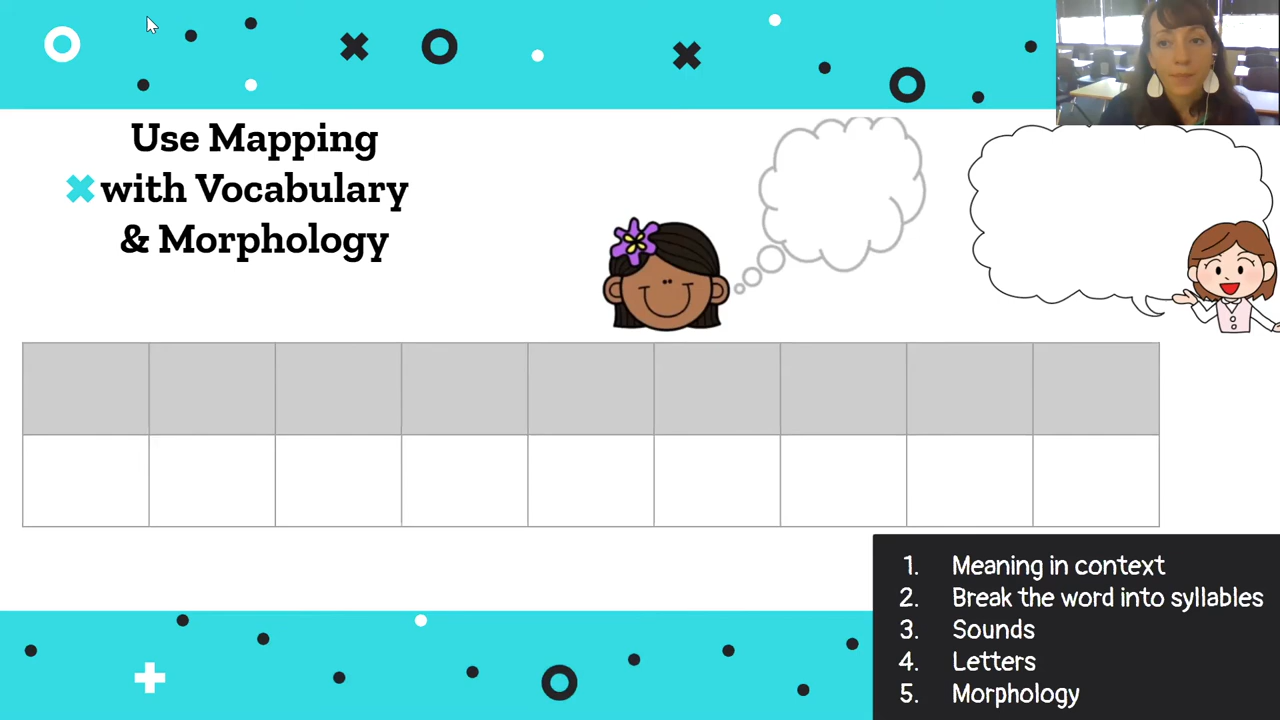 Use Mapping
with Vocabulary
& Morphology
1. Meaning in context
2. Break the word into syllables
3. Sounds
4. Letters
5. Morphology